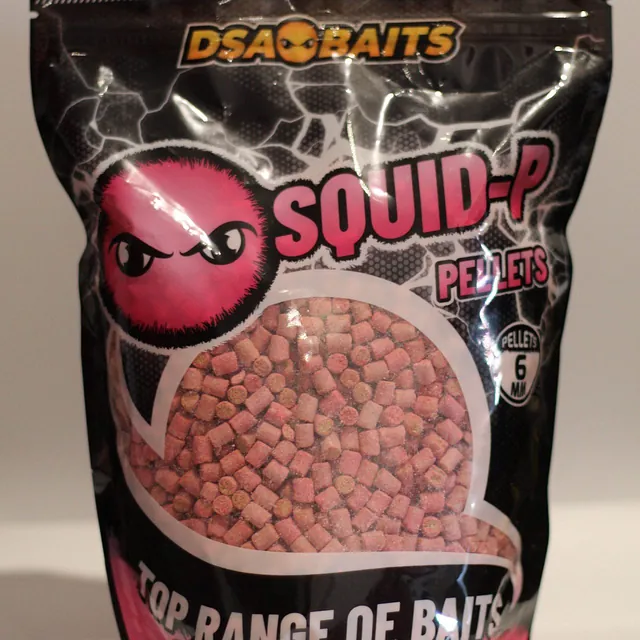 DSA BAITS
SQUID-P
PELLETS
PELLETS
6
MM
TOP RANGE OF BAITS